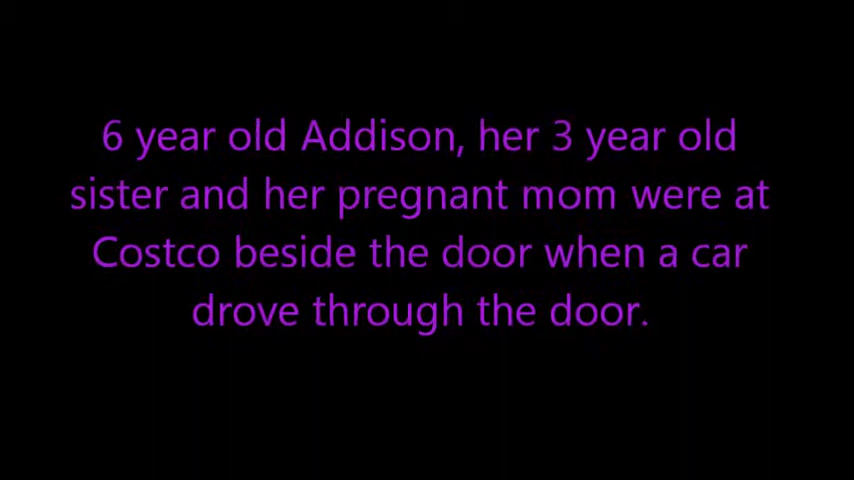 6 year old Addison, her 3 year old
sister and her pregnant mom were at
Costco beside the door when a car
drove through the door.